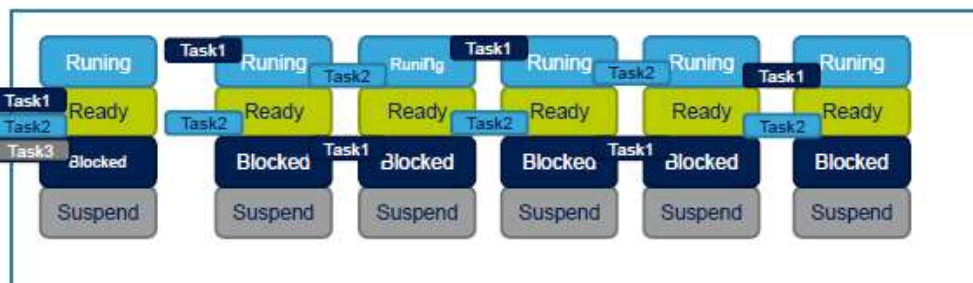 Runing Task1 Runing Runing Task1 Runing Runing Task1 Runing
Task2 Task2
Task1 Ready Ready Ready Ready Ready Ready
Task2 Task2 Task2 Task2
Task3 Blocked Blocked Task1 Blocked Blocked Task1 Blocked Blocked
Suspend Suspend Suspend Suspend Suspend Suspend